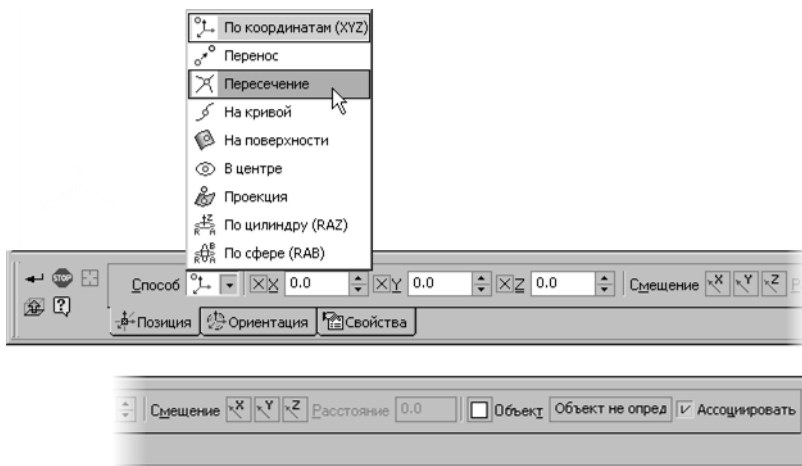 По координатам (XYZ)
Перенос
Пересечение
На кривой
На поверхности
В центре
Проекция
По цилиндру (RAZ)
По сфере (RAB)
STOP Способ X X 0.0 X Y 0.0 X Z 0.0 Смещение X Y Z
?
Позиция Ориентация Свойства
Смещение X Y Z Расстояние 0.0 Объект Объект не опред Ассоциировать